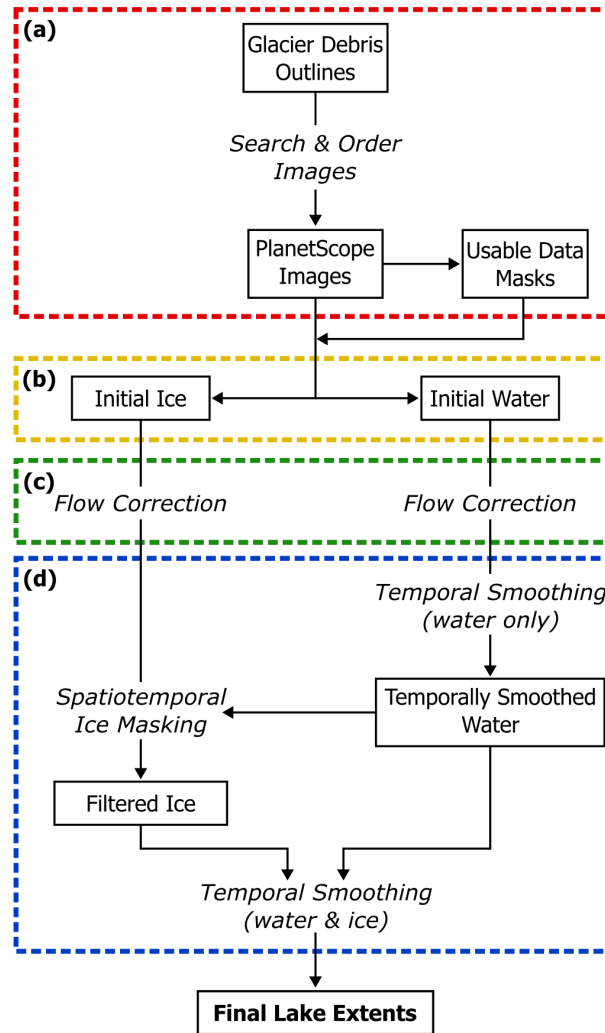 (a)
Glacier Debris
Outlines
Search & Order
Images
PlanetScope
Images
Usable Data
Masks
(b)
Initial Ice
Initial Water
(c)
Flow Correction
Flow Correction
(d)
Temporal Smoothing
(water only)
Spatiotemporal
Ice Masking
Temporally Smoothed
Water
Filtered Ice
Temporal Smoothing
(water & ice)
Final Lake Extents